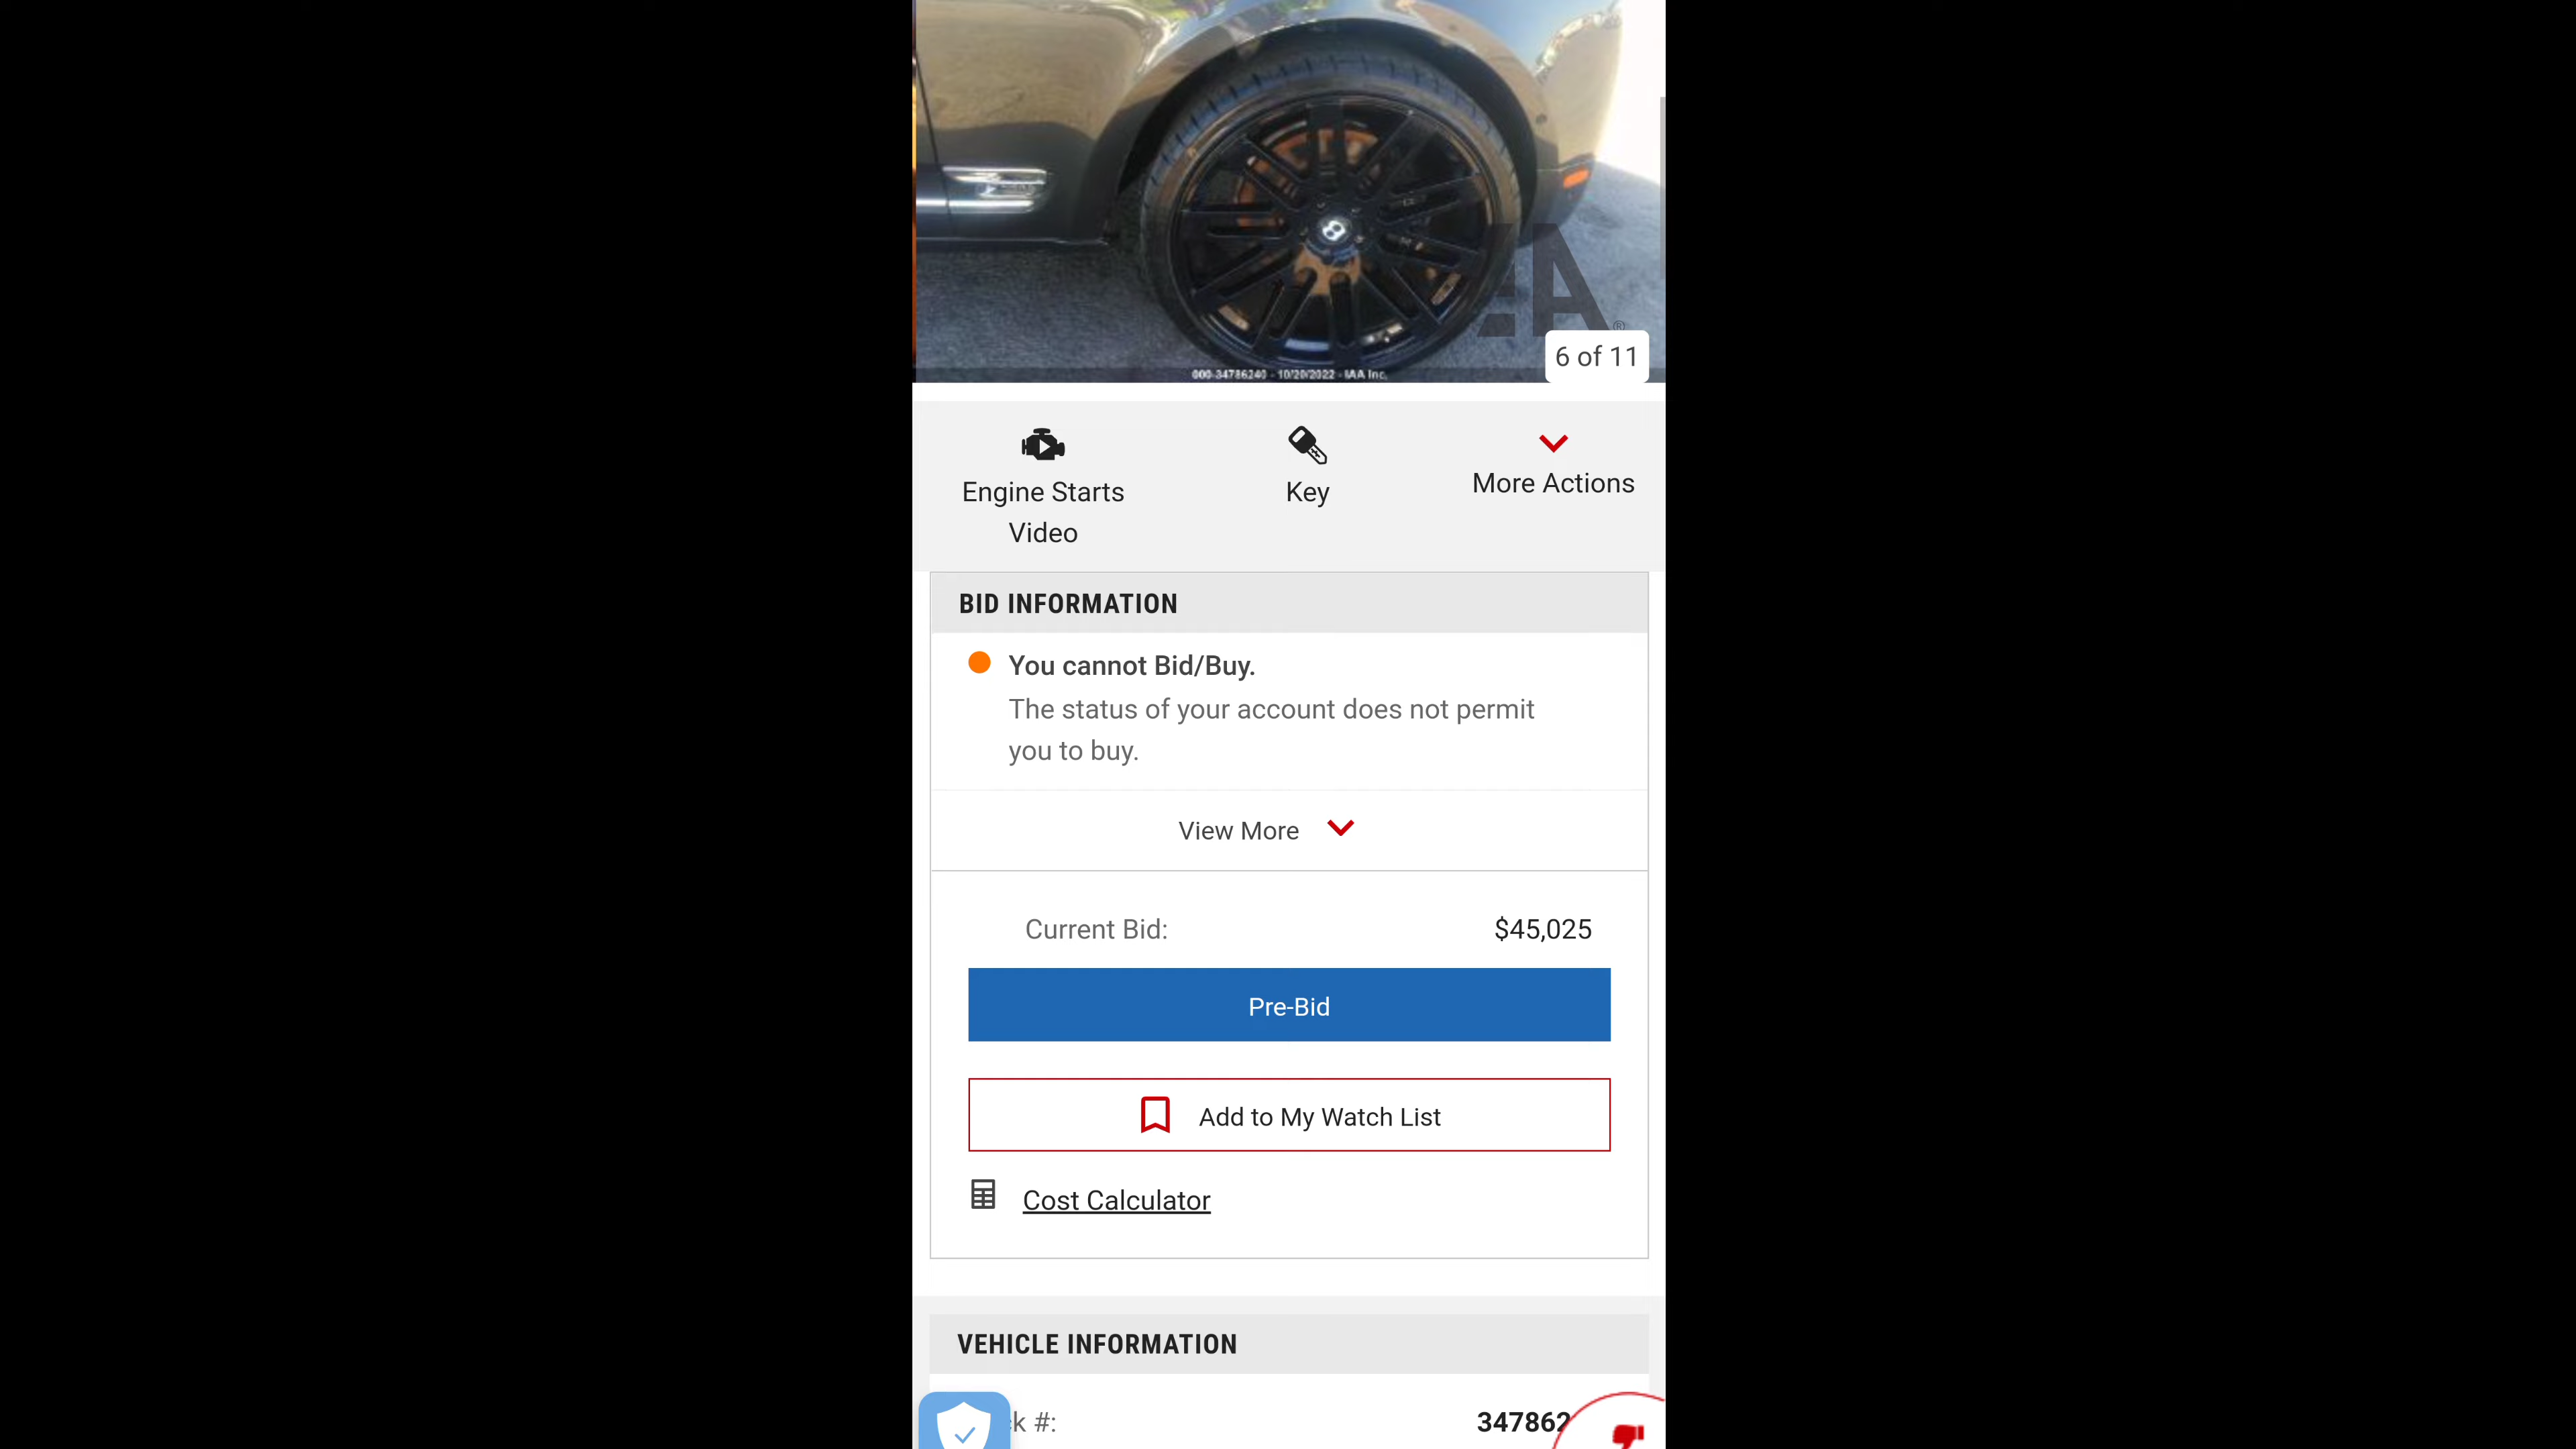 6 of 11
000-34786240 - 10/20/2022 - IAA Inc.
Engine Starts
Video
Key
More Actions
BID INFORMATION
You cannot Bid/Buy.
The status of your account does not permit
you to buy.
View More
Current Bid: $45,025
Pre-Bid
Add to My Watch List
Cost Calculator
VEHICLE INFORMATION
#: